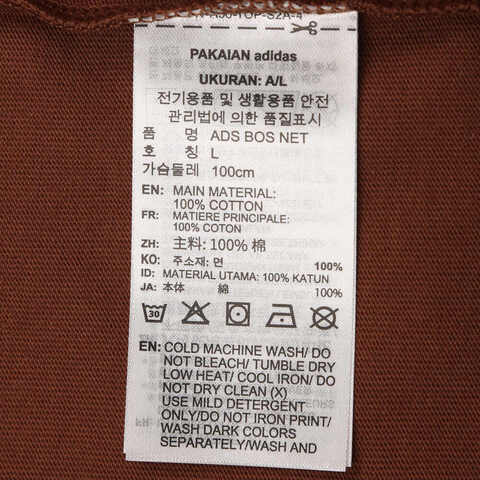 PAKAIAN adidas
UKURAN: A/L
전기용품 및 생활용품 안전
관리법에 의한 품질표시
품 명 ADS BOS NET
호 칭 L
가슴둘레 100cm
EN: MAIN MATERIAL:
100% COTTON
FR: MATIERE PRINCIPALE:
100% COTON
ZH: 主料: 100% 棉
KO: 주소재: 면 100%
ID: MATERIAL UTAMA: 100% KATUN
JA: 本体 綿 100%
30
EN: COLD MACHINE WASH/ DO
NOT BLEACH/ TUMBLE DRY
LOW HEAT/ COOL IRON/ DO
NOT DRY CLEAN (X)
USE MILD DETERGENT
ONLY/DO NOT IRON PRINT/
WASH DARK COLORS
SEPARATELY/WASH AND